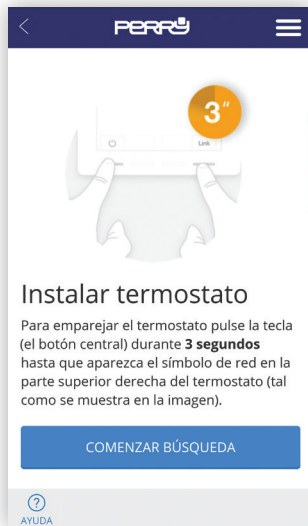 PERRY
3"
Link
Instalar termostato
Para emparejar el termostato pulse la tecla
(el botón central) durante 3 segundos
hasta que aparezca el símbolo de red en la
parte superior derecha del termostato (tal
como se muestra en la imagen).
COMENZAR BÚSQUEDA
?
AYUDA